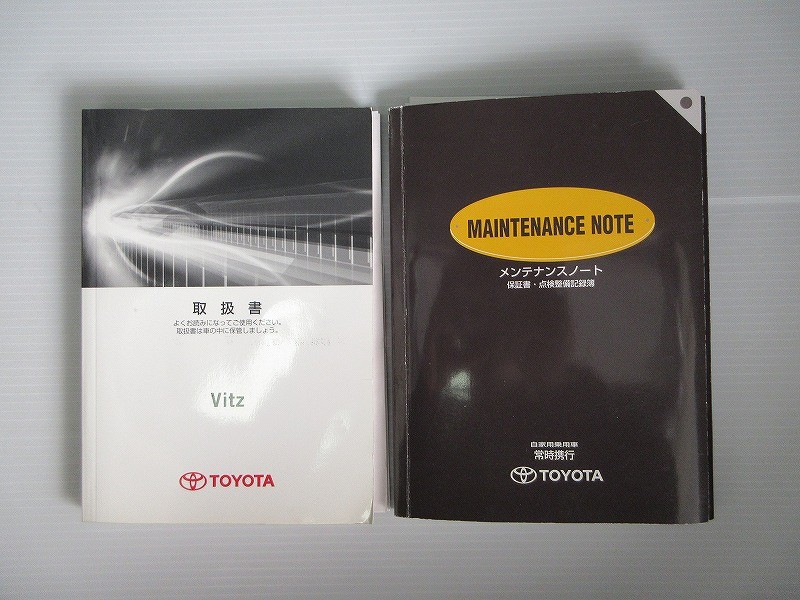 取扱書
よくお読みになってご使用ください。
取扱書は車の中に保管しましょう。
Vitz
TOYOTA
MAINTENANCE NOTE
メンテナンスノート
保証書・点検整備記録簿
自家用乗用車
常時携行
TOYOTA